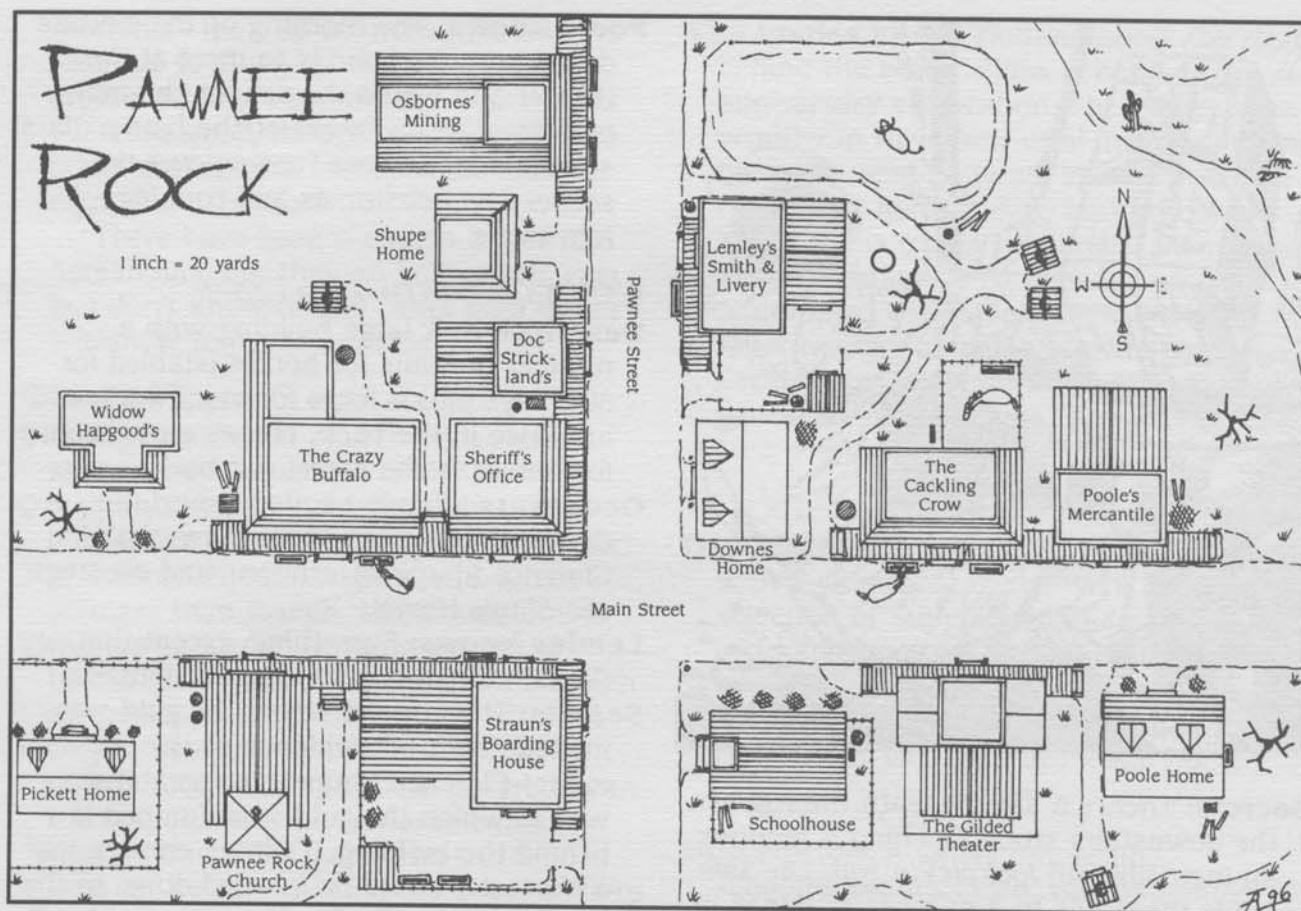 PAWNEE
ROCK
1 inch = 20 yards
Osbornes'
Mining
Shupe
Home
Pawnee Street
Lemley's
Smith &
Livery
N
W
E
S
Doc
Strick-
land's
Widow
Hapgood's
The Crazy
Buffalo
Sheriff's
Office
Downes
Home
The
Cackling
Crow
Poole's
Mercantile
Main Street
Pickett Home
Pawnee Rock
Church
Straun's
Boarding
House
Schoolhouse
The Gilded
Theater
Poole Home
96